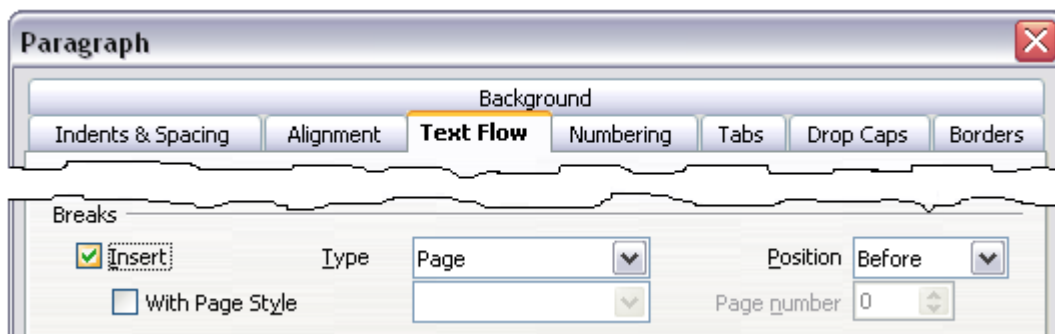 Paragraph
Background
Indents & Spacing Alignment Text Flow Numbering Tabs Drop Caps Borders
Breaks
Insert Type Page Position Before
With Page Style Page number 0